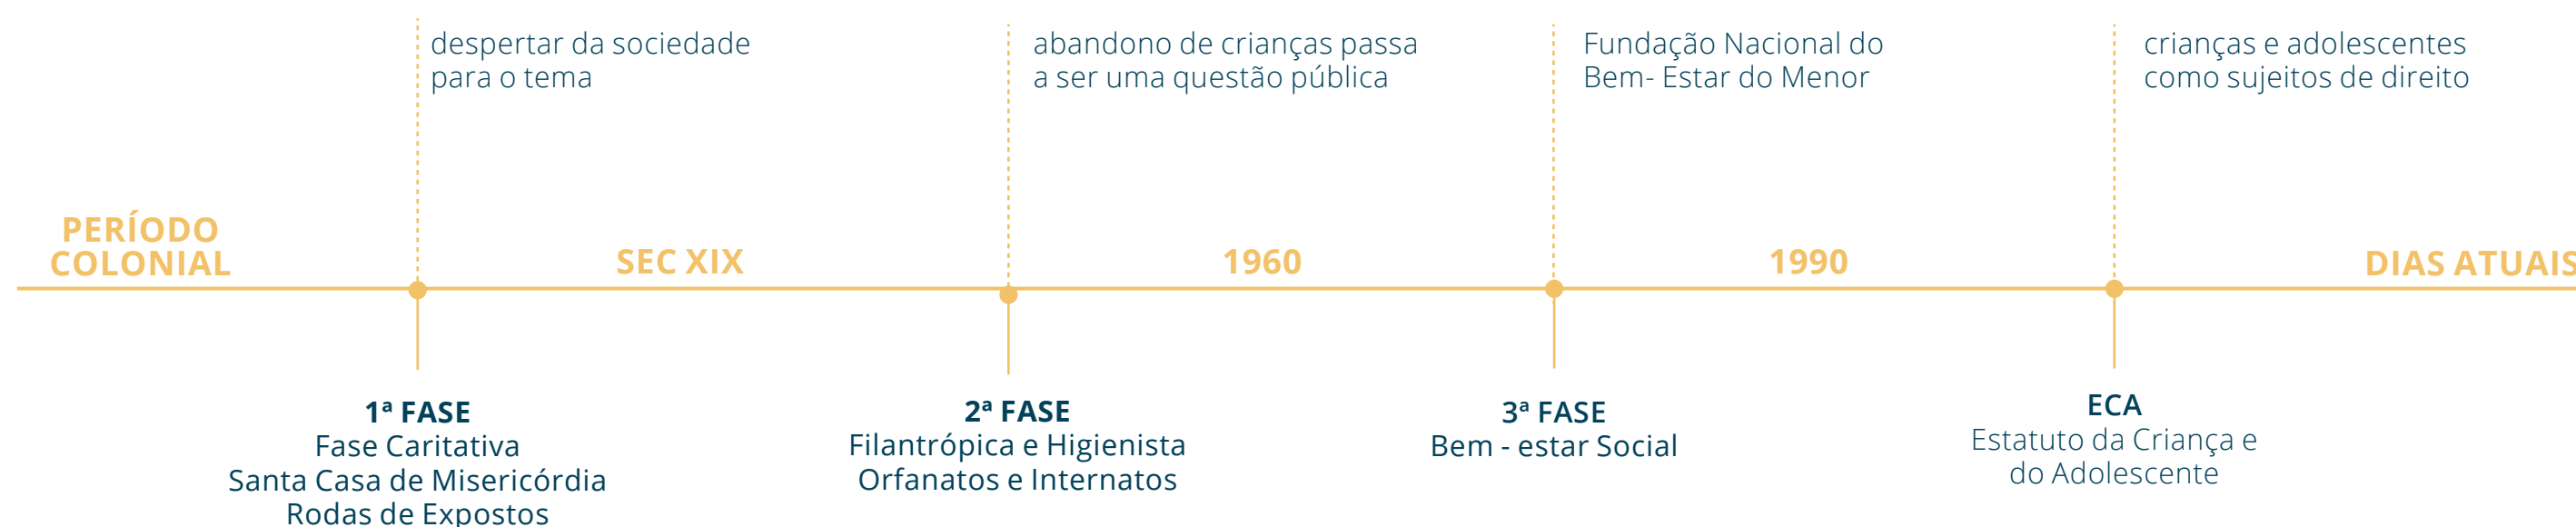 despertar da sociedade
para o tema
abandono de crianças passa
a ser uma questão pública
Fundação Nacional do
Bem- Estar do Menor
crianças e adolescentes
como sujeitos de direito
PERÍODO
COLONIAL
SEC XIX
1960
1990
DIAS ATUAIS
1ª FASE
Fase Caritativa
Santa Casa de Misericórdia
Rodas de Expostos
2ª FASE
Filantrópica e Higienista
Orfanatos e Internatos
3ª FASE
Bem - estar Social
ECA
Estatuto da Criança e
do Adolescente